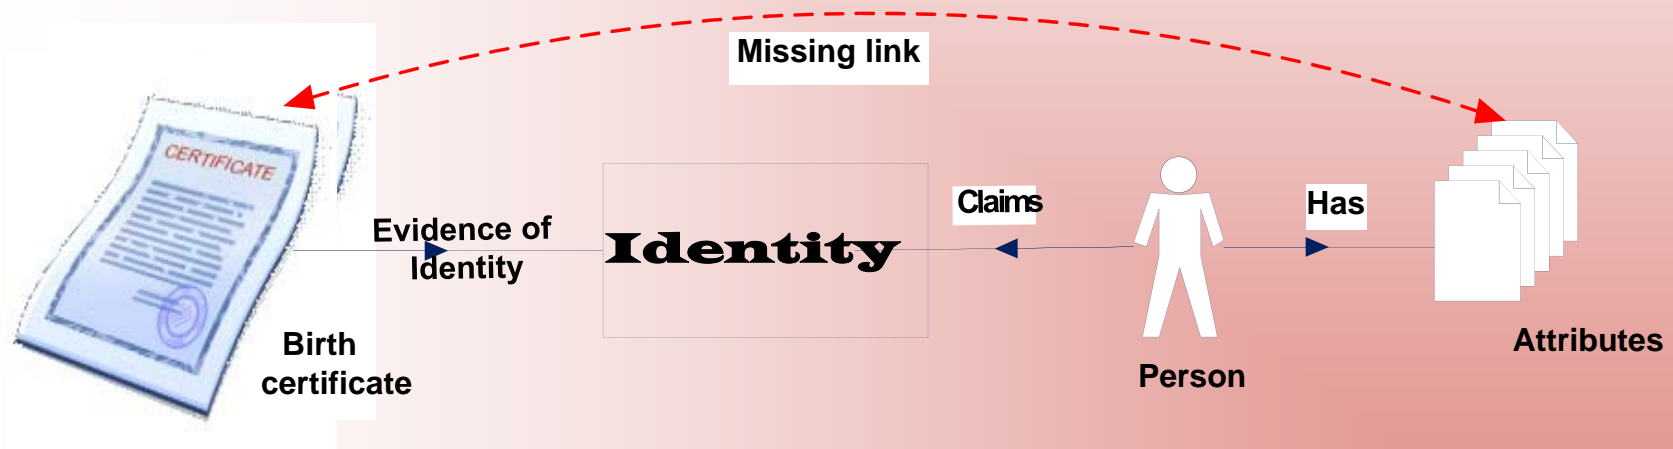 Missing link
CERTIFICATE
Evidence of
Identity
Identity
Claims
Has
Birth
certificate
Person
Attributes